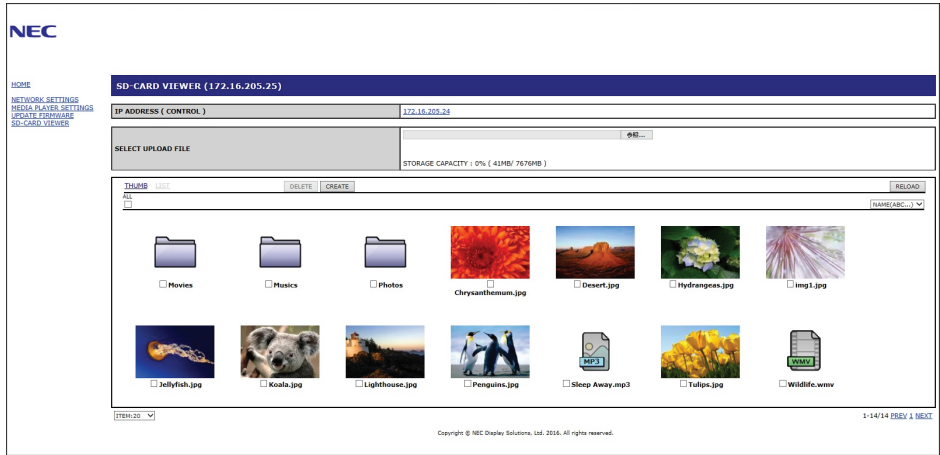 NEC
HOME
NETWORK SETTINGS
MEDIA PLAYER SETTINGS
UPDATE FIRMWARE
SD-CARD VIEWER
SD-CARD VIEWER (172.16.205.25)
IP ADDRESS ( CONTROL )
172.16.205.24
SELECT UPLOAD FILE
参照...
STORAGE CAPACITY : 0% ( 41MB/ 7676MB )
THUMB LIST DELETE CREATE RELOAD
ALL
NAME(ABC...)
Movies Musics Photos Chrysanthemum.jpg Desert.jpg Hydrangeas.jpg img1.jpg
MP3 WMV
Jellyfish.jpg Koala.jpg Lighthouse.jpg Penguins.jpg Sleep Away.mp3 Tulips.jpg Wildlife.wmv
ITEM:20
1-14/14 PREV 1 NEXT
Copyright © NEC Display Solutions, Ltd. 2016. All rights reserved.